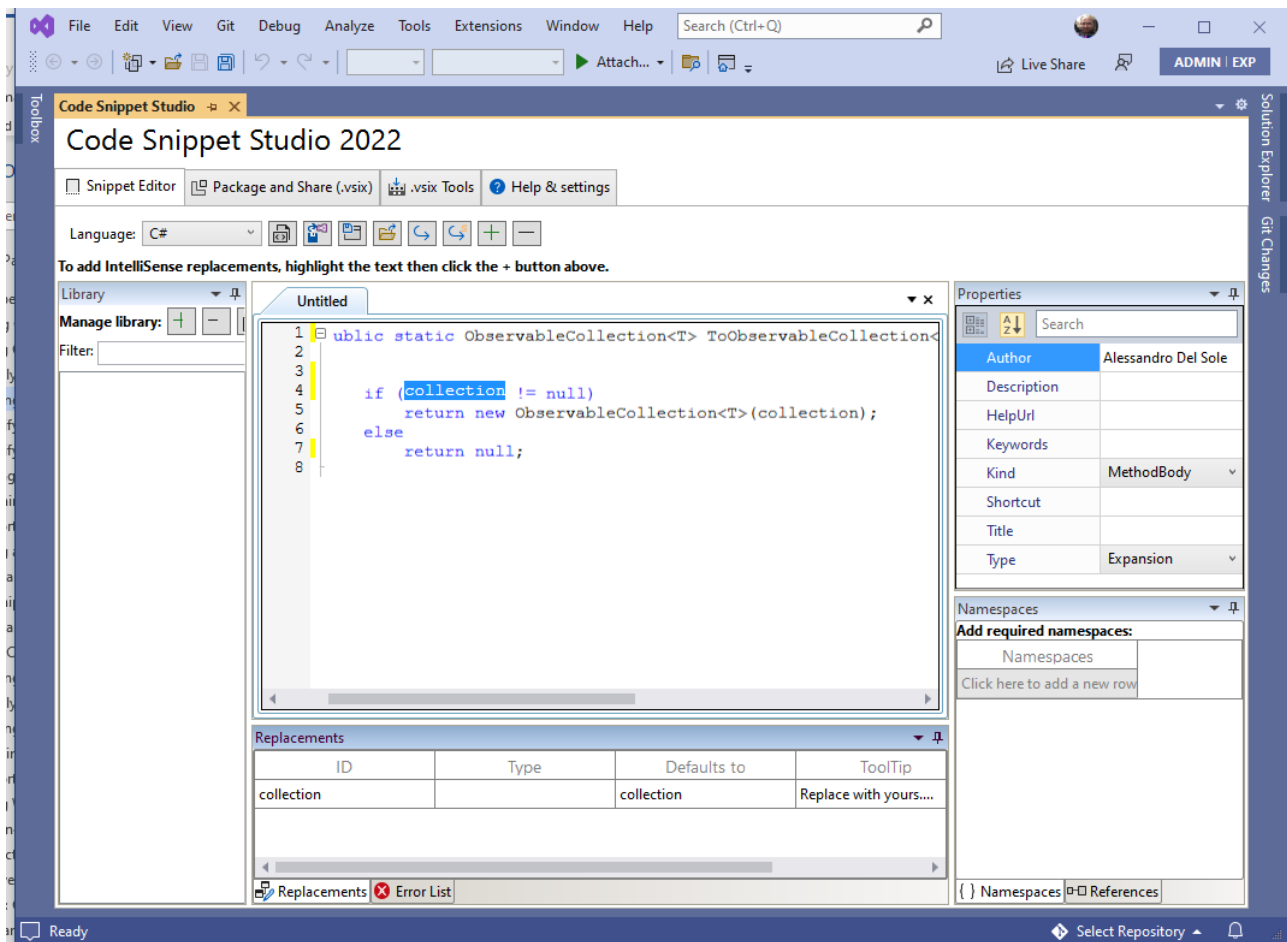 File Edit View Git Debug Analyze Tools Extensions Window Help Search (Ctrl+Q)
Attach... Live Share ADMIN | EXP
Toolbox
Code Snippet Studio
Code Snippet Studio 2022
Snippet Editor Package and Share (.vsix) .vsix Tools Help & settings
Language: C#
To add IntelliSense replacements, highlight the text then click the + button above.
Library
Manage library:
Filter:
Untitled
1 ublic static ObservableCollection<T> ToObservableCollection<
2
3
4 if (collection != null)
5 return new ObservableCollection<T>(collection);
6 else
7 return null;
8
Replacements
ID Type Defaults to ToolTip
collection collection Replace with yours....
Replacements Error List
Properties
Search
Author Alessandro Del Sole
Description
HelpUrl
Keywords
Kind MethodBody
Shortcut
Title
Type Expansion
Namespaces
Add required namespaces:
Namespaces
Click here to add a new row
{ } Namespaces References
Solution Explorer
Git Changes
Ready Select Repository